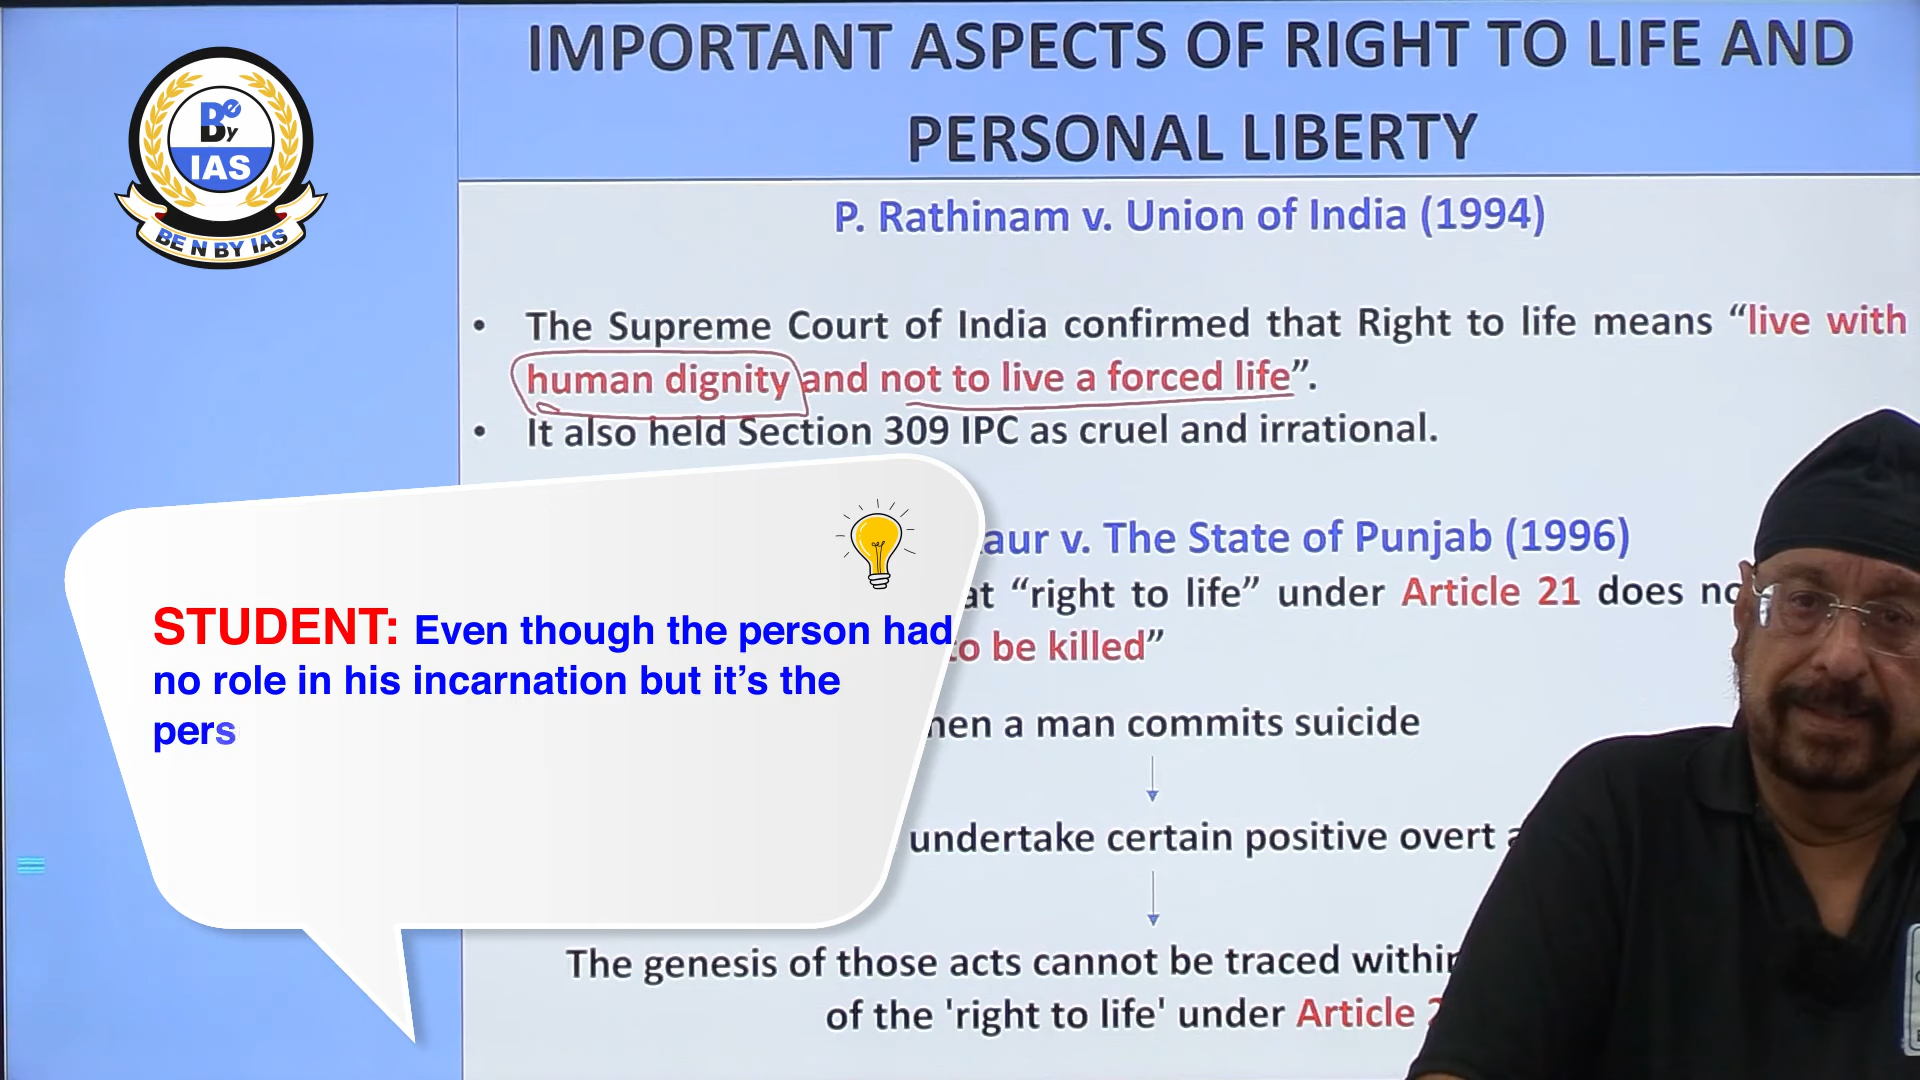 IMPORTANT ASPECTS OF RIGHT TO LIFE AND
PERSONAL LIBERTY
By
IAS
BE N BY IAS
P. Rathinam v. Union of India (1994)
• The Supreme Court of India confirmed that Right to life means “live with
human dignity and not to live a forced life”.
• It also held Section 309 IPC as cruel and irrational.
v. The State of Punjab (1996)
“right to life” under Article 21 does
be killed”
a man commits suicide
undertake certain positive overt
The genesis of those acts cannot be traced
of the 'right to life' under Article
STUDENT: Even though the person had
no role in his incarnation but it’s the
pers